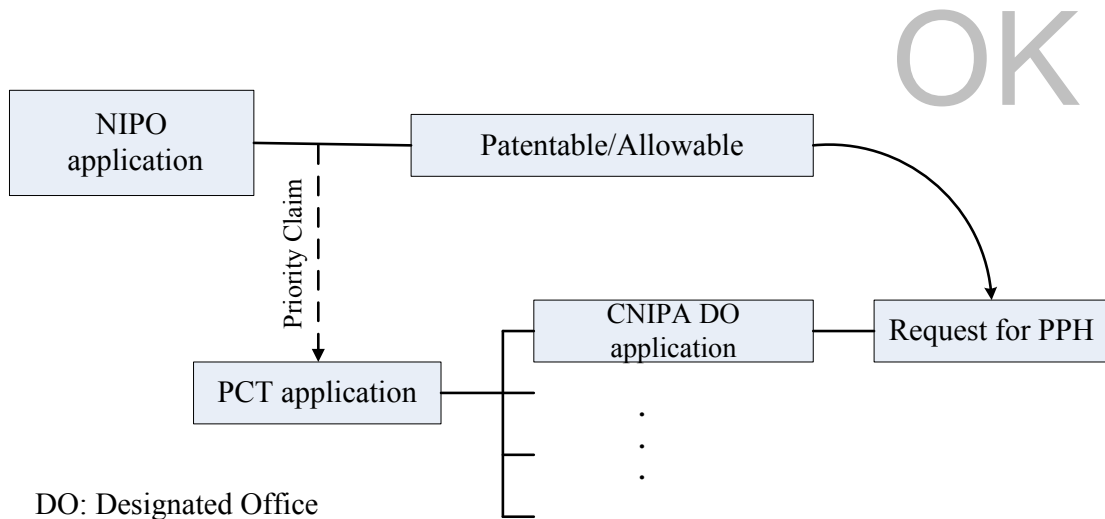 OK
NIPO
application
Patentable/Allowable
Priority Claim
CNIPA DO
application
Request for PPH
PCT application
DO: Designated Office